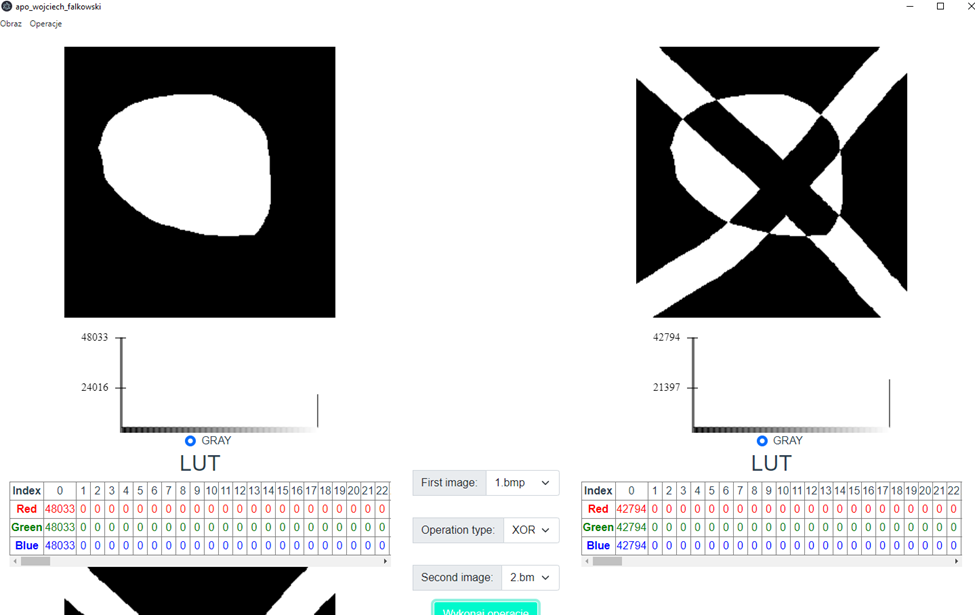 apo_wojciech_falkowski
Obraz Operacje
48033
24016
GRAY
LUT
Index 0 1 2 3 4 5 6 7 8 9 10 11 12 13 14 15 16 17 18 19 20 21 22
Red 48033 0 0 0 0 0 0 0 0 0 0 0 0 0 0 0 0 0 0 0 0 0 0
Green 48033 0 0 0 0 0 0 0 0 0 0 0 0 0 0 0 0 0 0 0 0 0 0
Blue 48033 0 0 0 0 0 0 0 0 0 0 0 0 0 0 0 0 0 0 0 0 0 0
First image: 1.bmp
Operation type: XOR
Second image: 2.bm
Wykonaj operację
42794
21397
GRAY
LUT
Index 0 1 2 3 4 5 6 7 8 9 10 11 12 13 14 15 16 17 18 19 20 21 22
Red 42794 0 0 0 0 0 0 0 0 0 0 0 0 0 0 0 0 0 0 0 0 0 0
Green 42794 0 0 0 0 0 0 0 0 0 0 0 0 0 0 0 0 0 0 0 0 0 0
Blue 42794 0 0 0 0 0 0 0 0 0 0 0 0 0 0 0 0 0 0 0 0 0 0